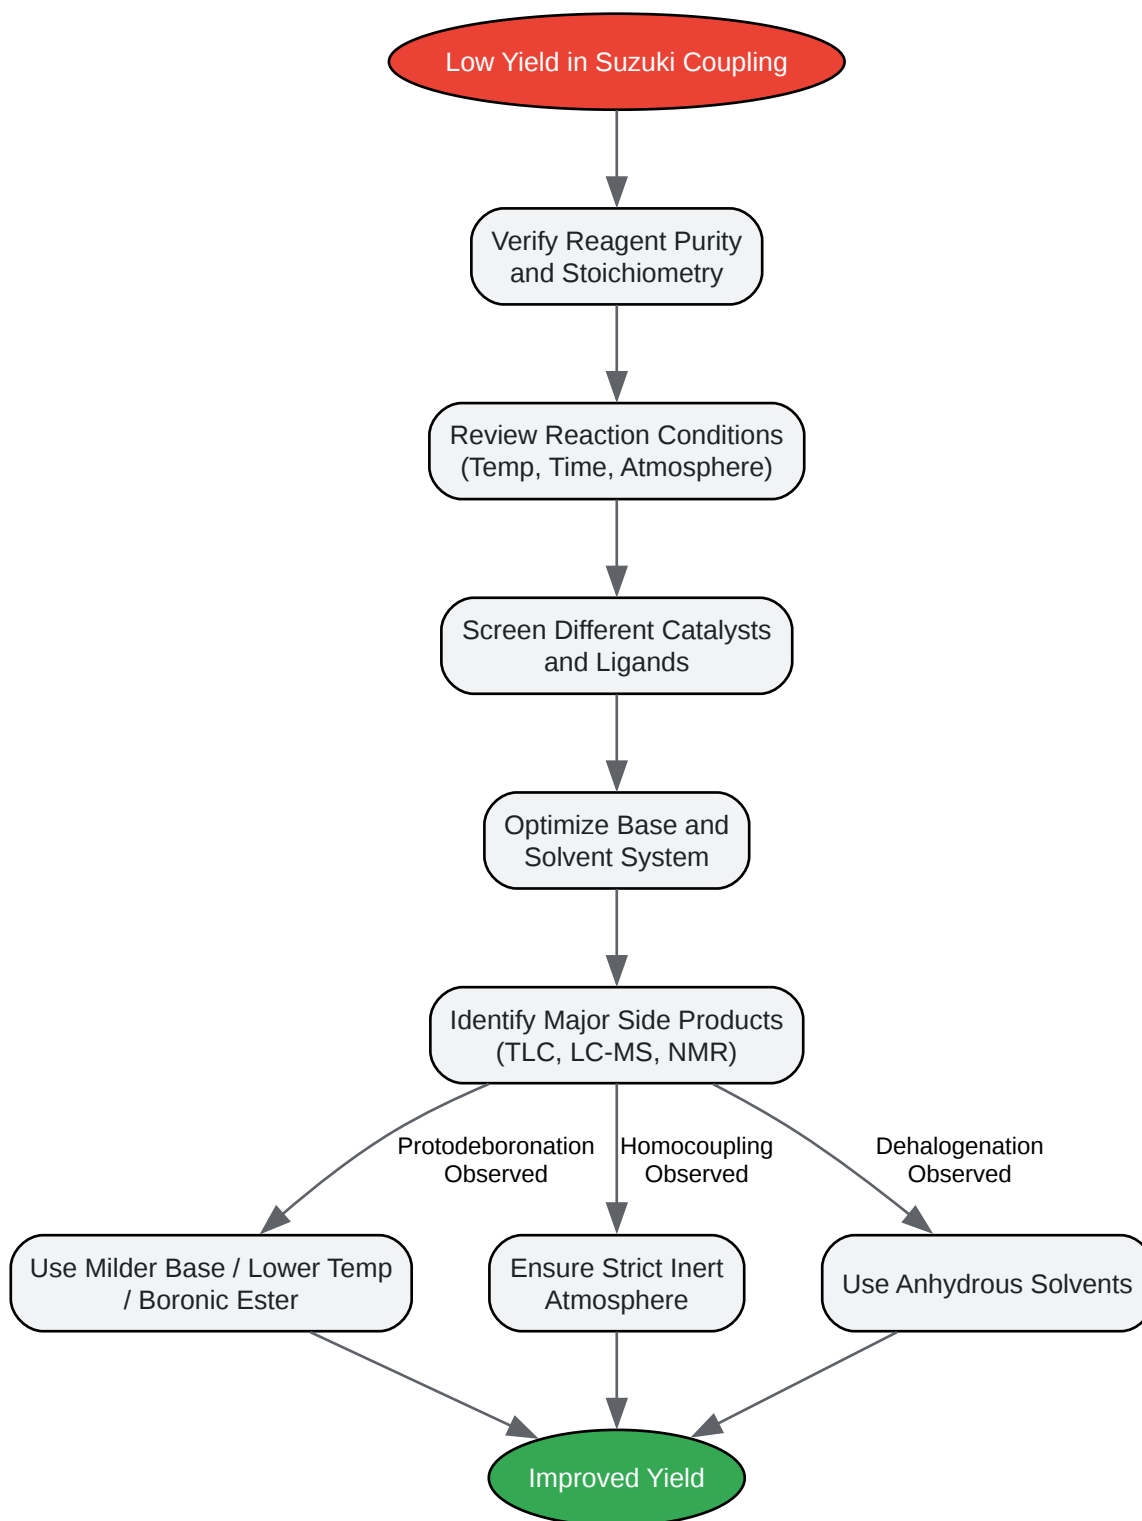 Low Yield in Suzuki Coupling
Verify Reagent Purity
and Stoichiometry
Review Reaction Conditions
(Temp, Time, Atmosphere)
Screen Different Catalysts
and Ligands
Optimize Base and
Solvent System
Identify Major Side Products
(TLC, LC-MS, NMR)
Protodeboronation
Observed
Homocoupling
Observed
Dehalogenation
Observed
Use Milder Base / Lower Temp
/ Boronic Ester
Ensure Strict Inert
Atmosphere
Use Anhydrous Solvents
Improved Yield